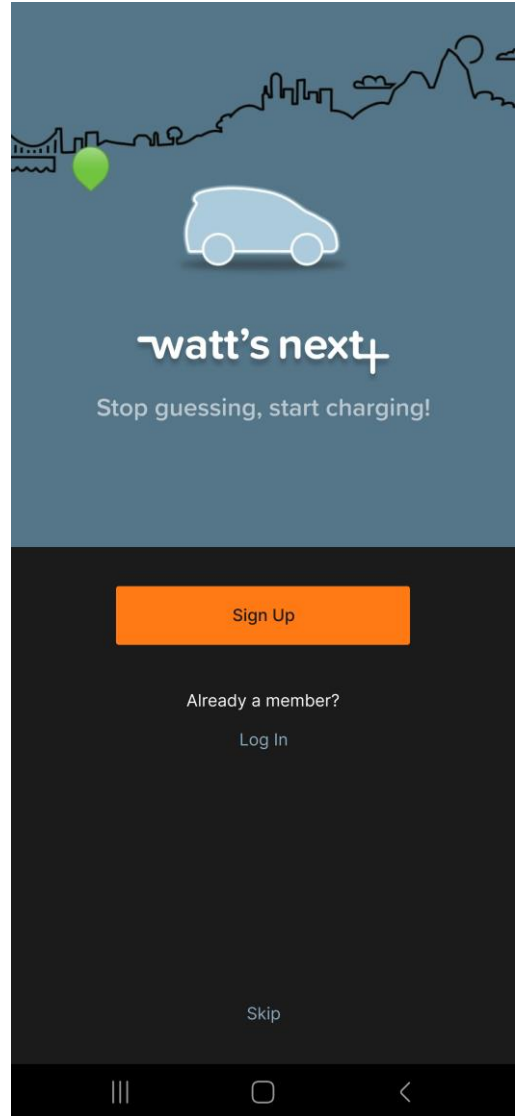 watt's next
Stop guessing, start charging!
Sign Up
Already a member?
Log In
Skip